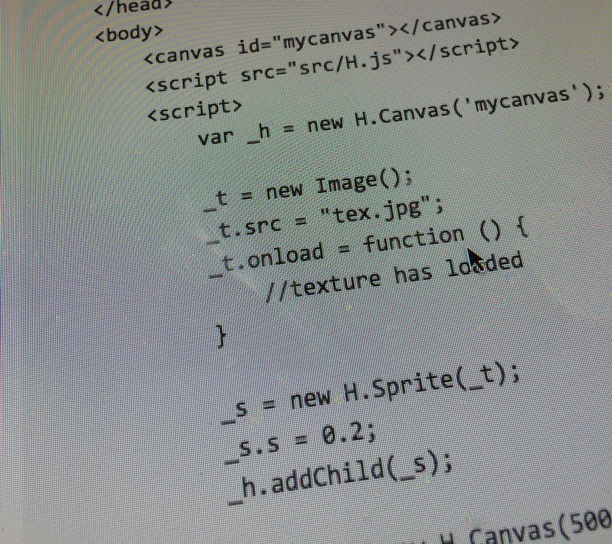 </head>
<body>
<canvas id="mycanvas"></canvas>
<script src="src/H.js"></script>
<script>
var _h = new H.Canvas('mycanvas');
_t = new Image();
_t.src = "tex.jpg";
_t.onload = function () {
//texture has loaded
}
_s = new H.Sprite(_t);
_s.s = 0.2;
_h.addChild(_s);
H.Canvas(500